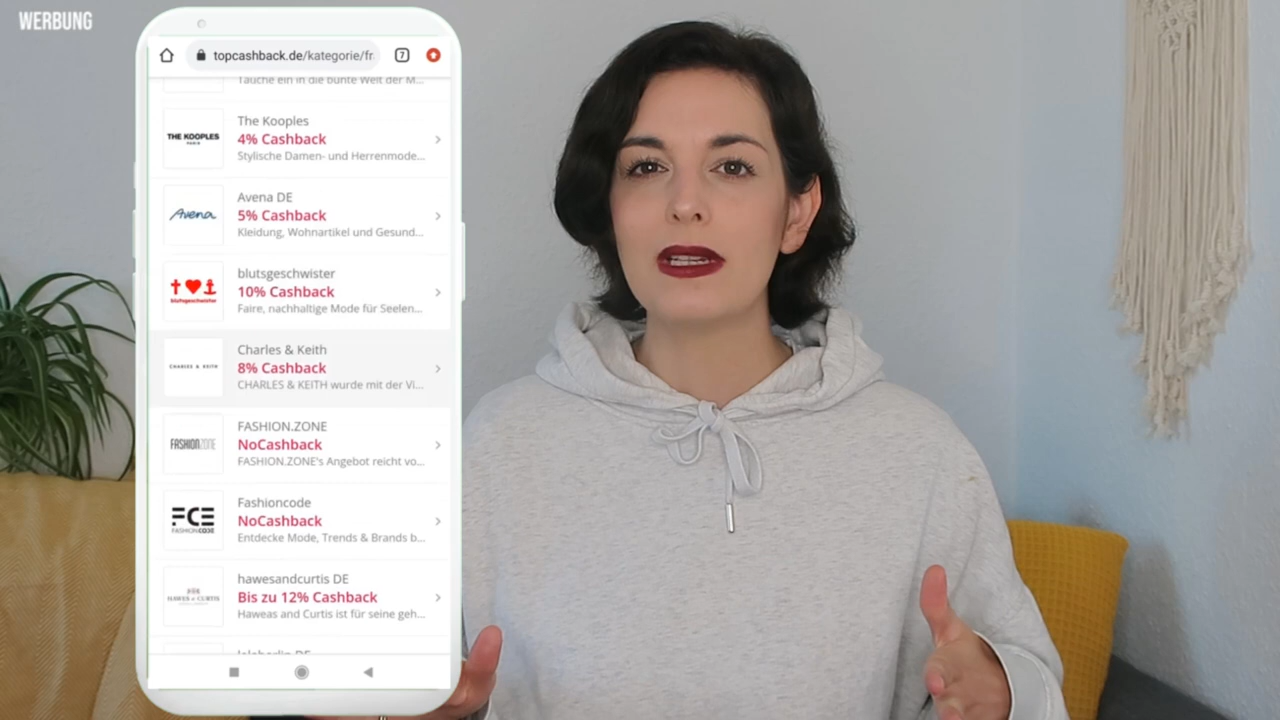 WERBUNG
topcashback.de/kategorie/fr
7
Tauche ein in die bunte Welt der M...
THE KOOPLES
PARIS
The Kooples
4% Cashback
Stylische Damen- und Herrenmode...
Avena
Avena DE
5% Cashback
Kleidung, Wohnartikel und Gesund...
blutsgeschwister
blutsgeschwister
10% Cashback
Faire, nachhaltige Mode für Seelen...
CHARLES & KEITH
Charles & Keith
8% Cashback
CHARLES & KEITH wurde mit der Vi...
FASHIONZONE
FASHION.ZONE
NoCashback
FASHION.ZONE's Angebot reicht vo...
FCE
FASHIONCODE
Fashioncode
NoCashback
Entdecke Mode, Trends & Brands b...
HAWES & CURTIS
hawesandcurtis DE
Bis zu 12% Cashback
Haweas and Curtis ist für seine geh...